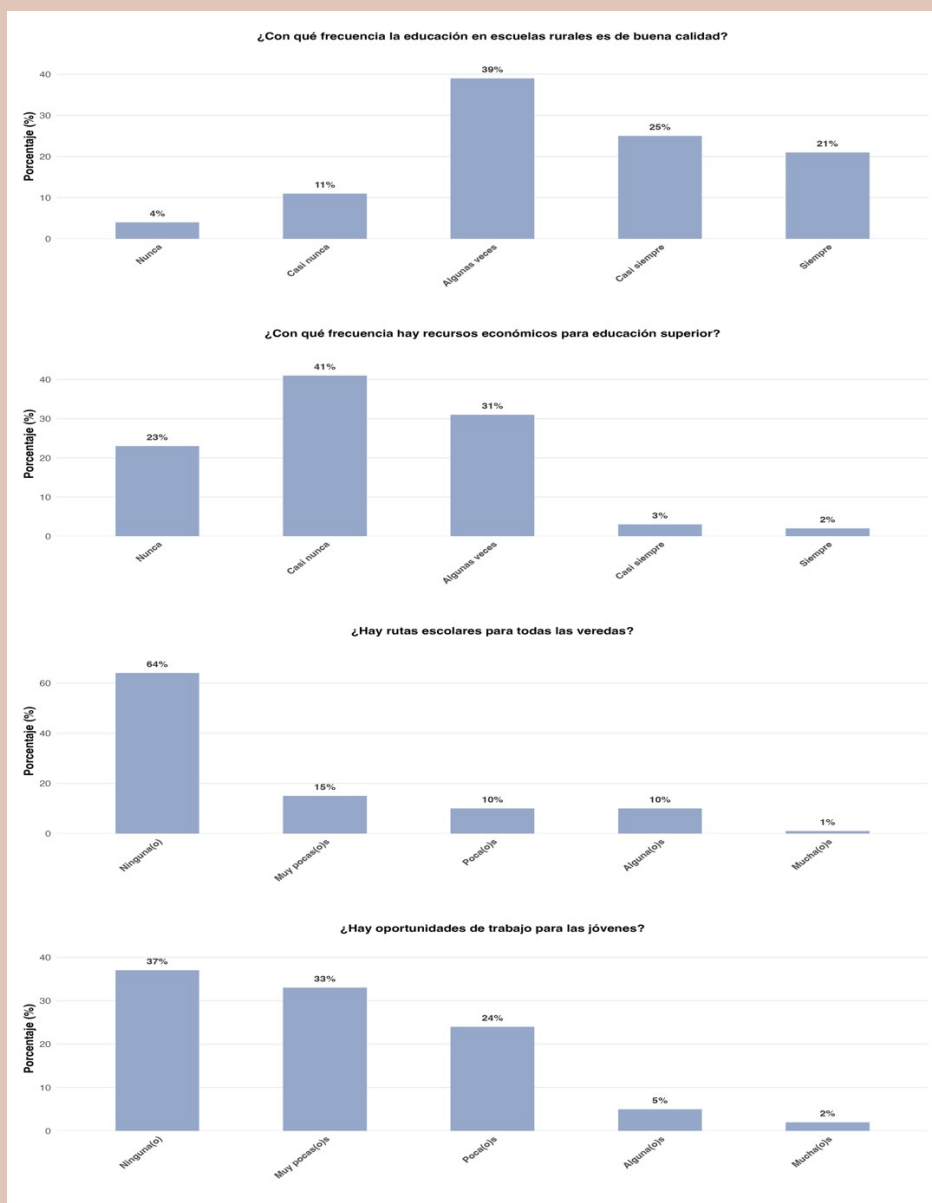 ¿Con qué frecuencia la educación en escuelas rurales es de buena calidad?
Porcentaje (%)
40
30
20
10
0
4%
11%
39%
25%
21%
Nunca
Casi nunca
Algunas veces
Casi siempre
Siempre
¿Con qué frecuencia hay recursos económicos para educación superior?
Porcentaje (%)
40
30
20
10
0
23%
41%
31%
3%
2%
Nunca
Casi nunca
Algunas veces
Casi siempre
Siempre
¿Hay rutas escolares para todas las veredas?
Porcentaje (%)
60
40
20
0
64%
15%
10%
10%
1%
Ninguna(o)
Muy pocas(o)s
Poca(o)s
Alguna(o)s
Mucha(o)s
¿Hay oportunidades de trabajo para las jóvenes?
Porcentaje (%)
40
30
20
10
0
37%
33%
24%
5%
2%
Ninguna(o)
Muy pocas(o)s
Poca(o)s
Alguna(o)s
Mucha(o)s